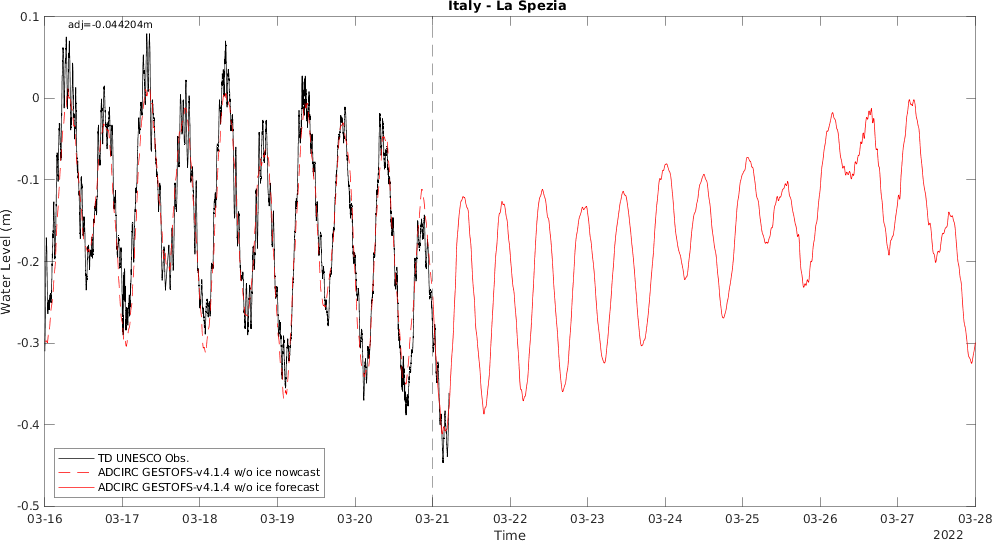 Italy - La Spezia
adj=-0.044204m
0.1
0
-0.1
-0.2
-0.3
-0.4
-0.5
Water Level (m)
TD UNESCO Obs.
ADCIRC GESTOFS-v4.1.4 w/o ice nowcast
ADCIRC GESTOFS-v4.1.4 w/o ice forecast
03-16 03-17 03-18 03-19 03-20 03-21 03-22 03-23 03-24 03-25 03-26 03-27 03-28
Time
2022